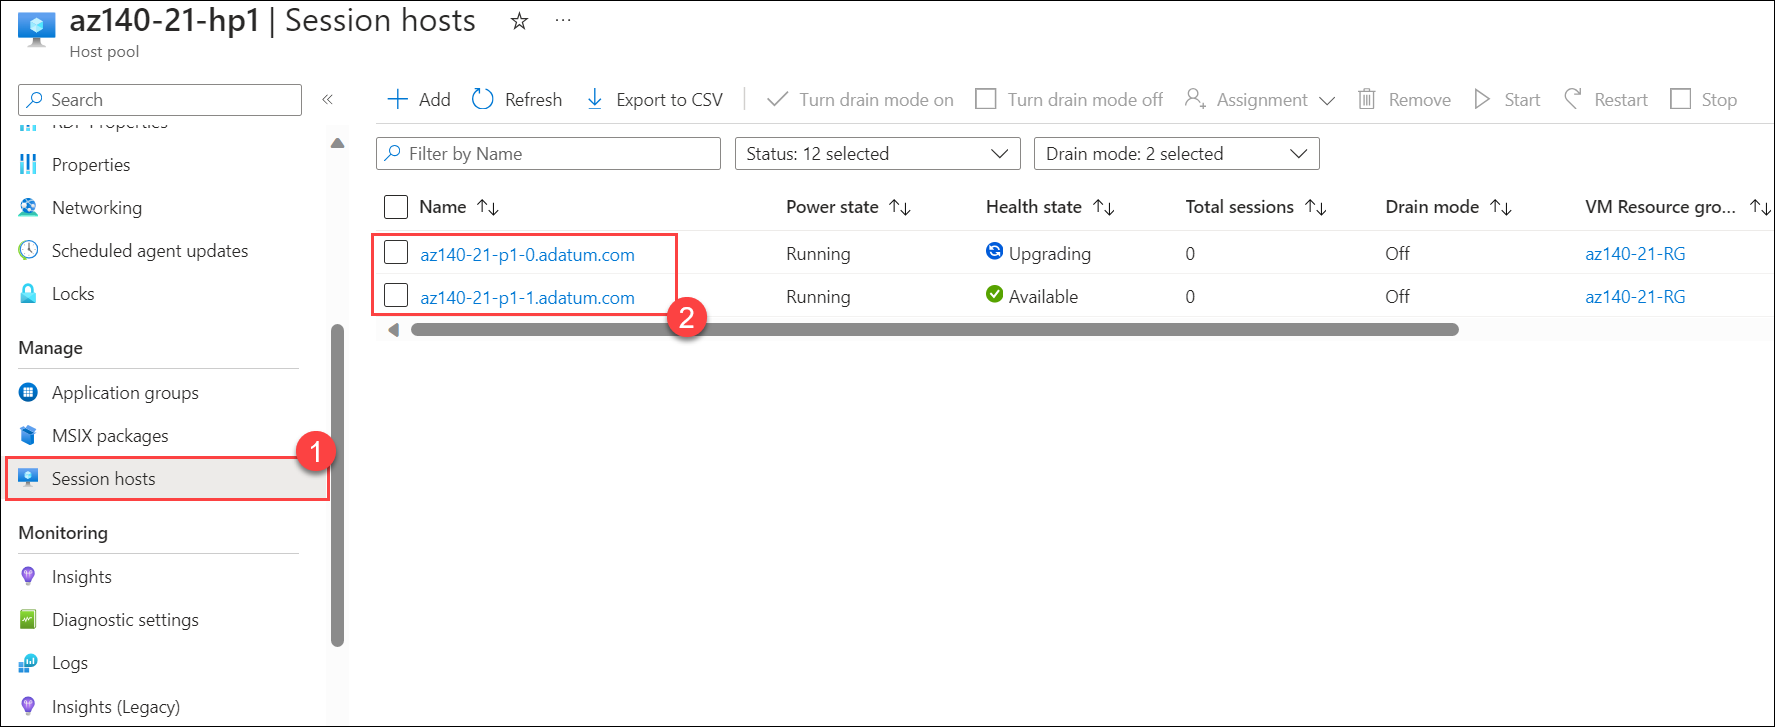 az140-21-hp1 | Session hosts ☆ ···
Host pool
Search «
RDP Properties
Properties
Networking
Scheduled agent updates
Locks
Manage
Application groups
MSIX packages
Session hosts
1
Monitoring
Insights
Diagnostic settings
Logs
Insights (Legacy)
Add Refresh Export to CSV Turn drain mode on Turn drain mode off Assignment Remove Start Restart Stop
Filter by Name Status: 12 selected Drain mode: 2 selected
Name Power state Health state Total sessions Drain mode VM Resource gro...
az140-21-p1-0.adatum.com Running Upgrading 0 Off az140-21-RG
az140-21-p1-1.adatum.com Running Available 0 Off az140-21-RG
2